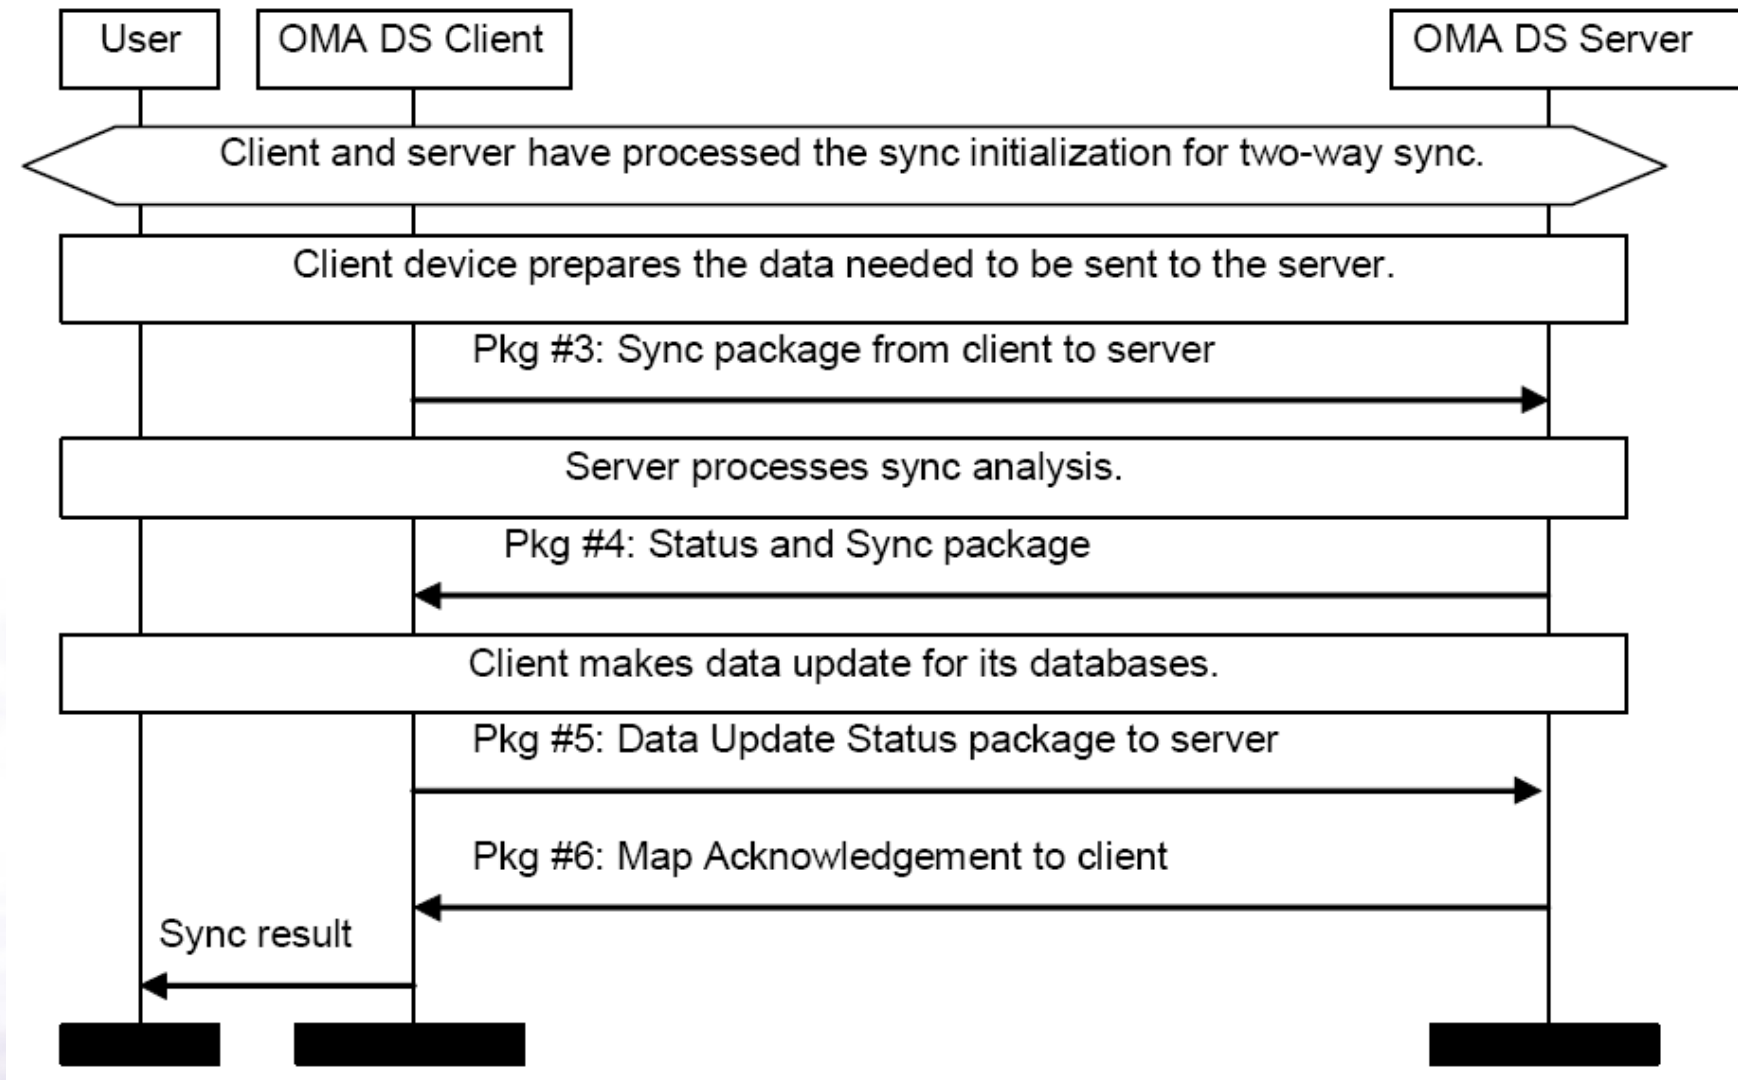 User
OMA DS Client
OMA DS Server
Client and server have processed the sync initialization for two-way sync.
Client device prepares the data needed to be sent to the server.
Pkg #3: Sync package from client to server
Server processes sync analysis.
Pkg #4: Status and Sync package
Client makes data update for its databases.
Pkg #5: Data Update Status package to server
Pkg #6: Map Acknowledgement to client
Sync result